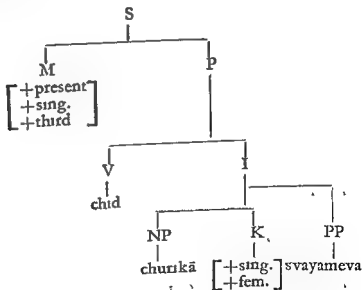 S
M P
[+present
+sing.
+third]
V I
chid
NP K PP
churikā [+sing. svayameva
+fem.]